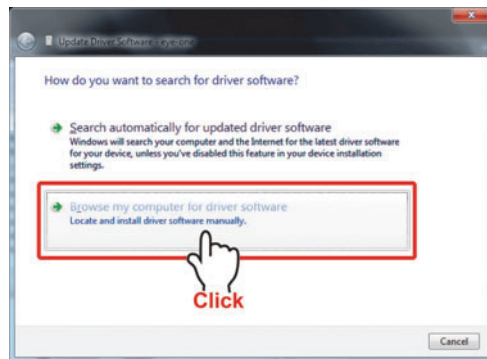 Update Driver Software - eye-one
How do you want to search for driver software?
Search automatically for updated driver software
Windows will search your computer and the Internet for the latest driver software
for your device, unless you've disabled this feature in your device installation
settings.
Browse my computer for driver software
Locate and install driver software manually.
Click
Cancel